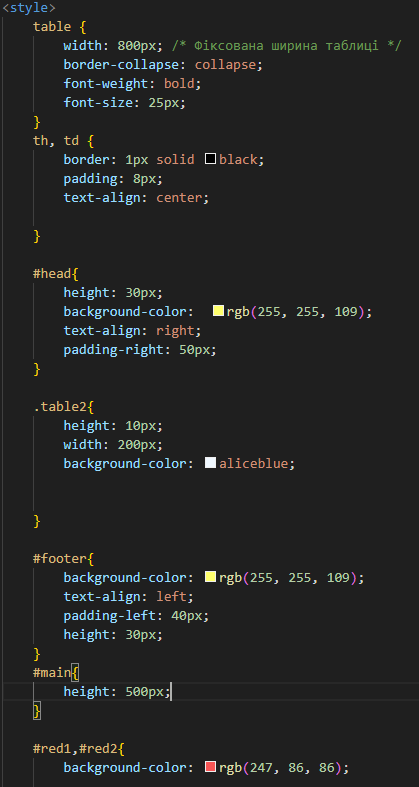 <style>
table {
width: 800px; /* Фіксована ширина таблиці */
border-collapse: collapse;
font-weight: bold;
font-size: 25px;
}
th, td {
border: 1px solid black;
padding: 8px;
text-align: center;
}
#head{
height: 30px;
background-color: rgb(255, 255, 109);
text-align: right;
padding-right: 50px;
}
.table2{
height: 10px;
width: 200px;
background-color: aliceblue;
}
#footer{
background-color: rgb(255, 255, 109);
text-align: left;
padding-left: 40px;
height: 30px;
}
#main{
height: 500px;
}
#red1,#red2{
background-color: rgb(247, 86, 86);